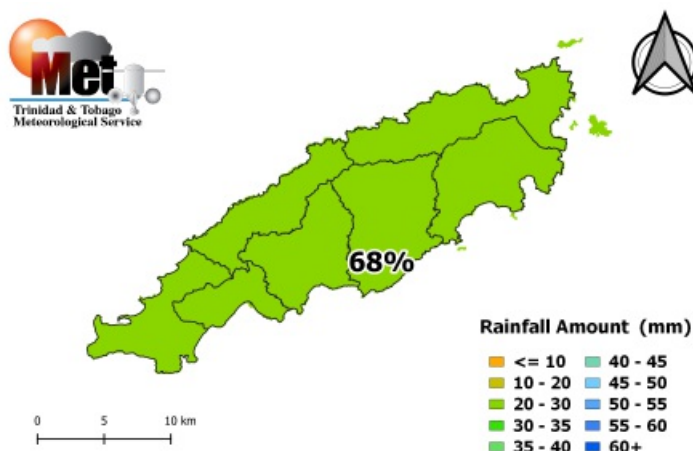 Met
Trinidad & Tobago
Meteorological Service
68%
Rainfall Amount (mm)
<= 10
10 - 20
20 - 30
30 - 35
35 - 40
40 - 45
45 - 50
50 - 55
55 - 60
60+
0 5 10 km